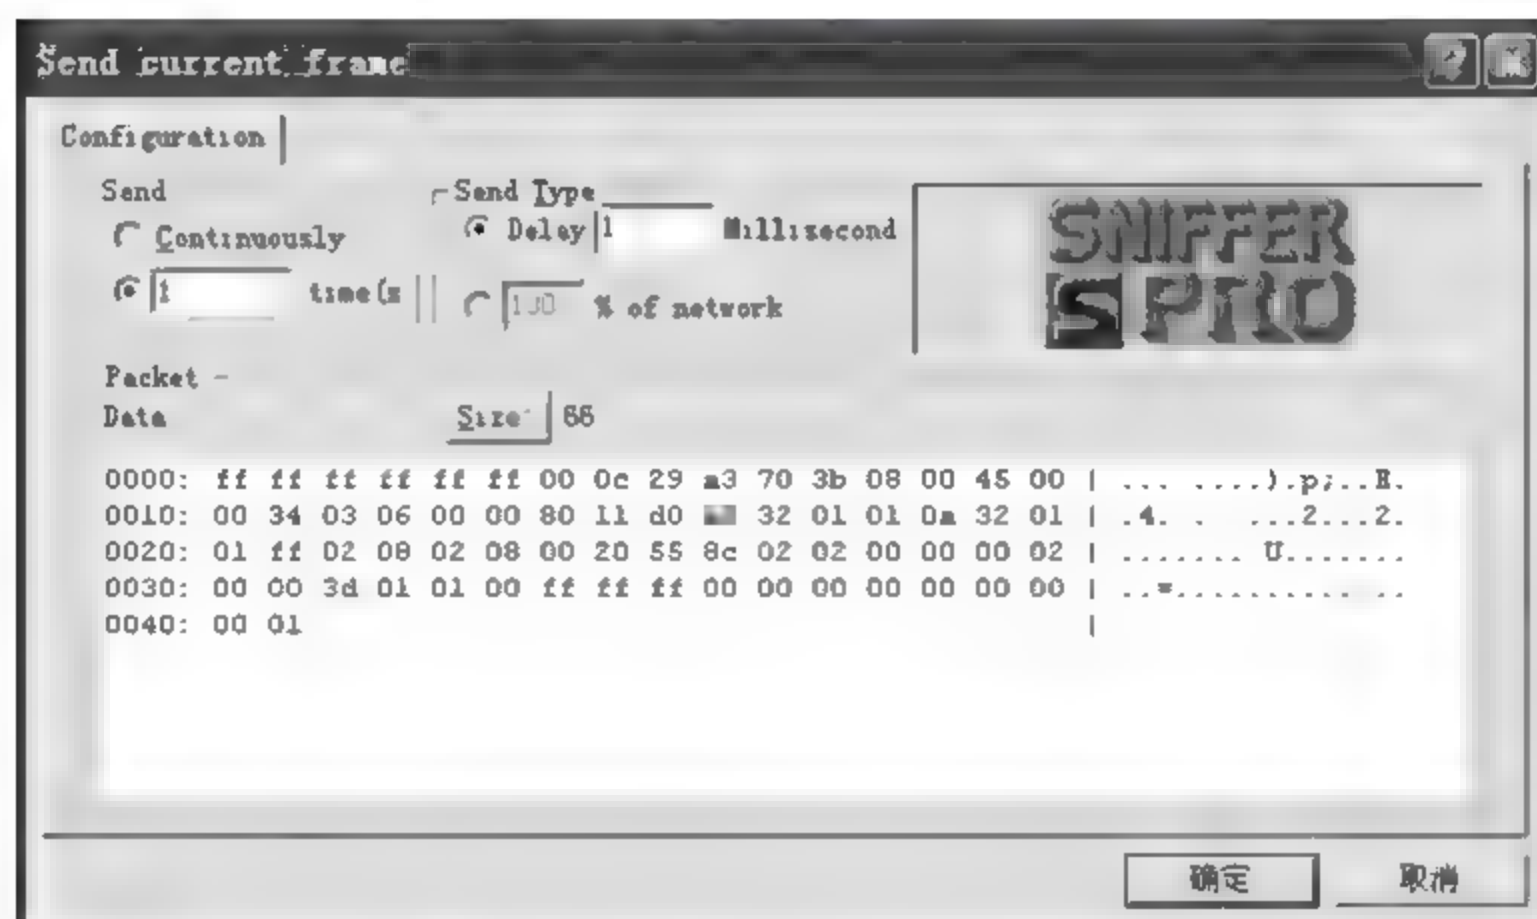 Send current frame
Configuration
Send
Send Type
Continuously
Delay 1 Millisecond
1 time(s
100 % of network
SNIFFER
S PRO
Packet
Data
Size 66
0000: ff ff ff ff ff ff 00 0c 29 a3 70 3b 08 00 45 00 | ... ....).p;..E.
0010: 00 34 03 06 00 00 80 11 d0 32 01 01 0a 32 01 | .4. . ...2...2.
0020: 01 ff 02 08 02 08 00 20 55 8c 02 02 00 00 00 02 | ....... U.......
0030: 00 00 3d 01 01 00 ff ff ff 00 00 00 00 00 00 00 | ..=.............
0040: 00 01 |
确定
取消